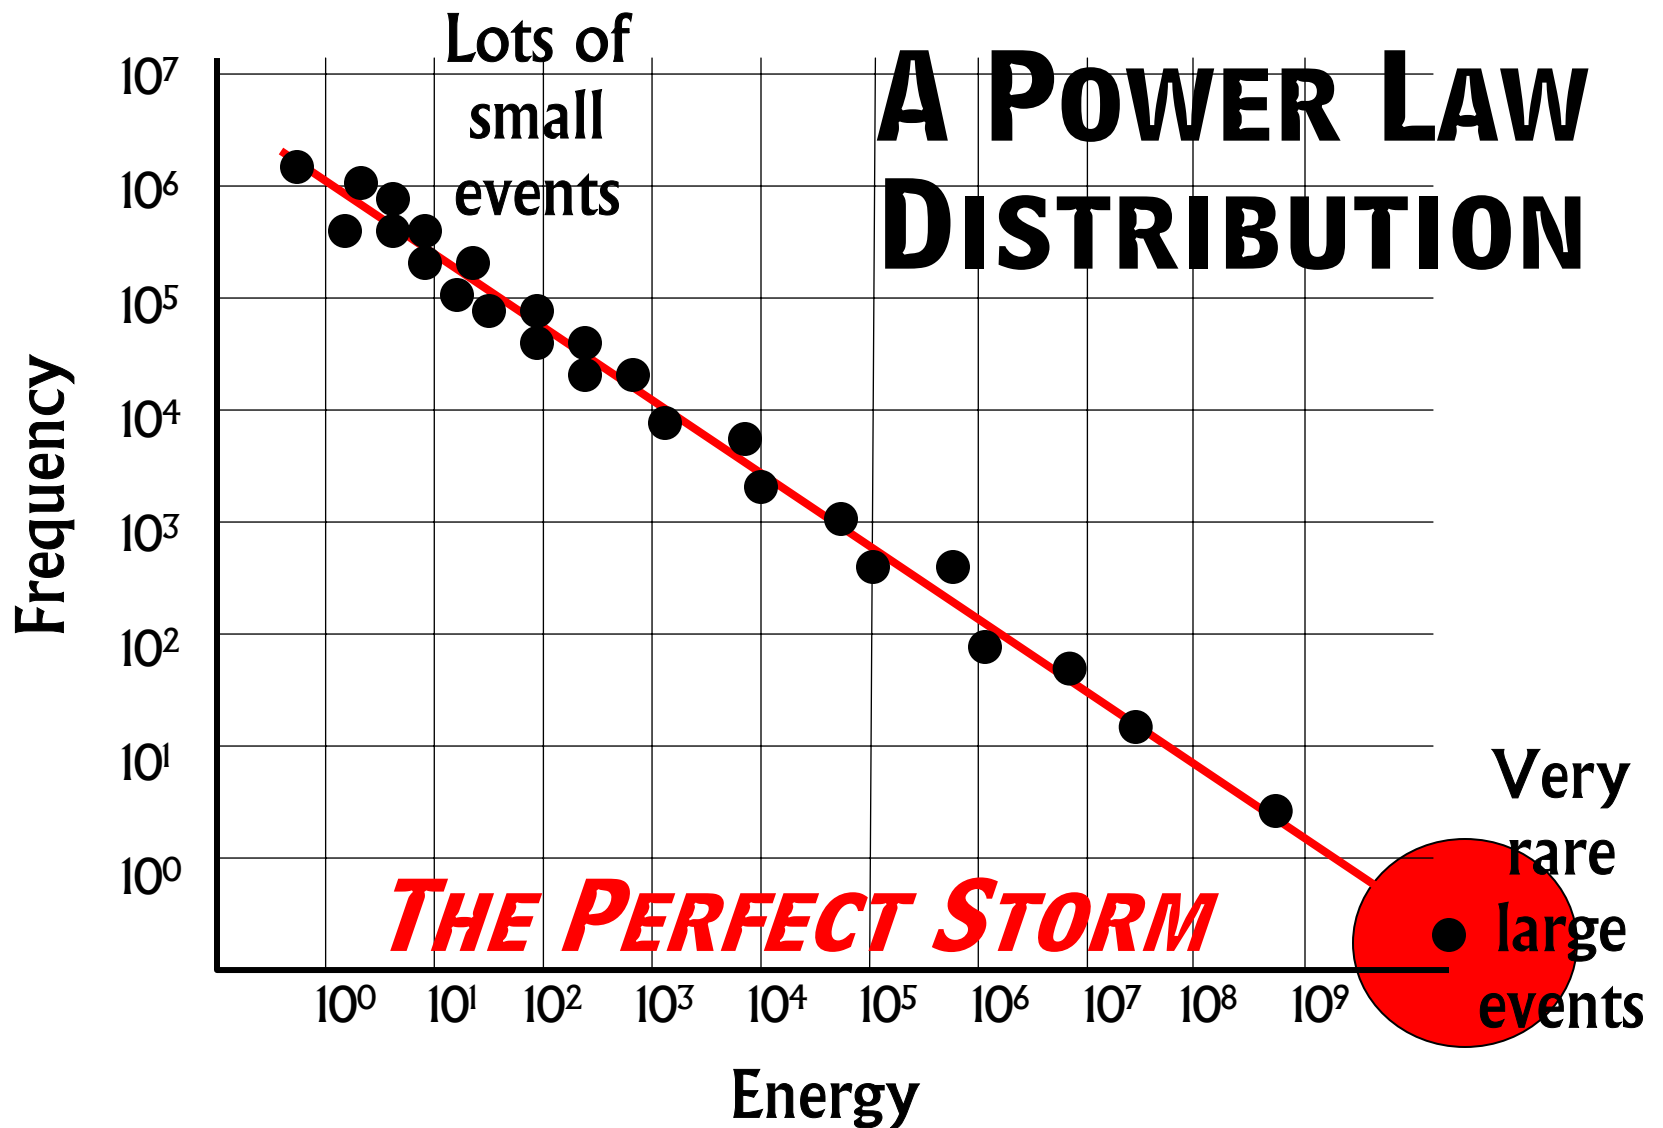 Lots of
small
events
A Power Law
Distribution
10⁷
10⁶
10⁵
10⁴
10³
10²
10¹
10⁰
Frequency
The Perfect Storm
Very
rare
large
events
10⁰ 10¹ 10² 10³ 10⁴ 10⁵ 10⁶ 10⁷ 10⁸ 10⁹
Energy